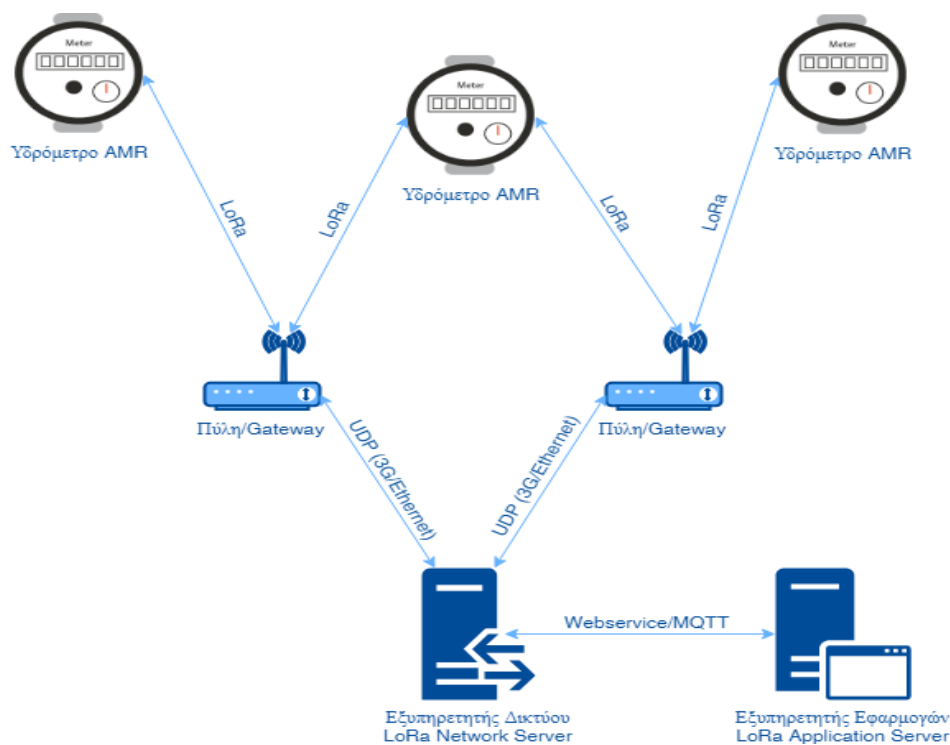 Meter
Υδρόμετρο AMR
Meter
Υδρόμετρο AMR
Meter
Υδρόμετρο AMR
LoRa
LoRa
LoRa
LoRa
Πύλη/Gateway
Πύλη/Gateway
UDP (3G/Ethernet)
UDP (3G/Ethernet)
Webservice/MQTT
Εξυπηρετητής Δικτύου
LoRa Network Server
Εξυπηρετητής Εφαρμογών
LoRa Application Server